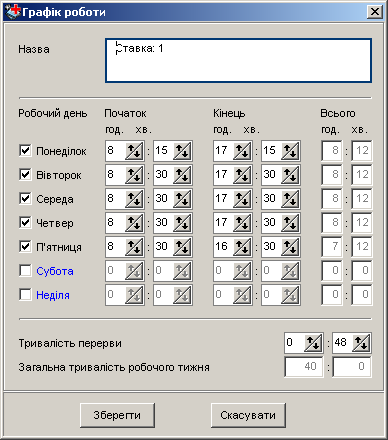 Графік роботи
Назва Ставка: 1
Робочий день Початок Кінець Всього
год. хв. год. хв. год. хв.
Понеділок 8 : 15 17 : 15 8 : 12
Вівторок 8 : 30 17 : 30 8 : 12
Середа 8 : 30 17 : 30 8 : 12
Четвер 8 : 30 17 : 30 8 : 12
П'ятниця 8 : 30 16 : 30 7 : 12
Субота 0 : 0 0 : 0 0 : 0
Неділя 0 : 0 0 : 0 0 : 0
Тривалість перерви 0 : 48
Загальна тривалість робочого тижня 40 : 0
Зберегти Скасувати